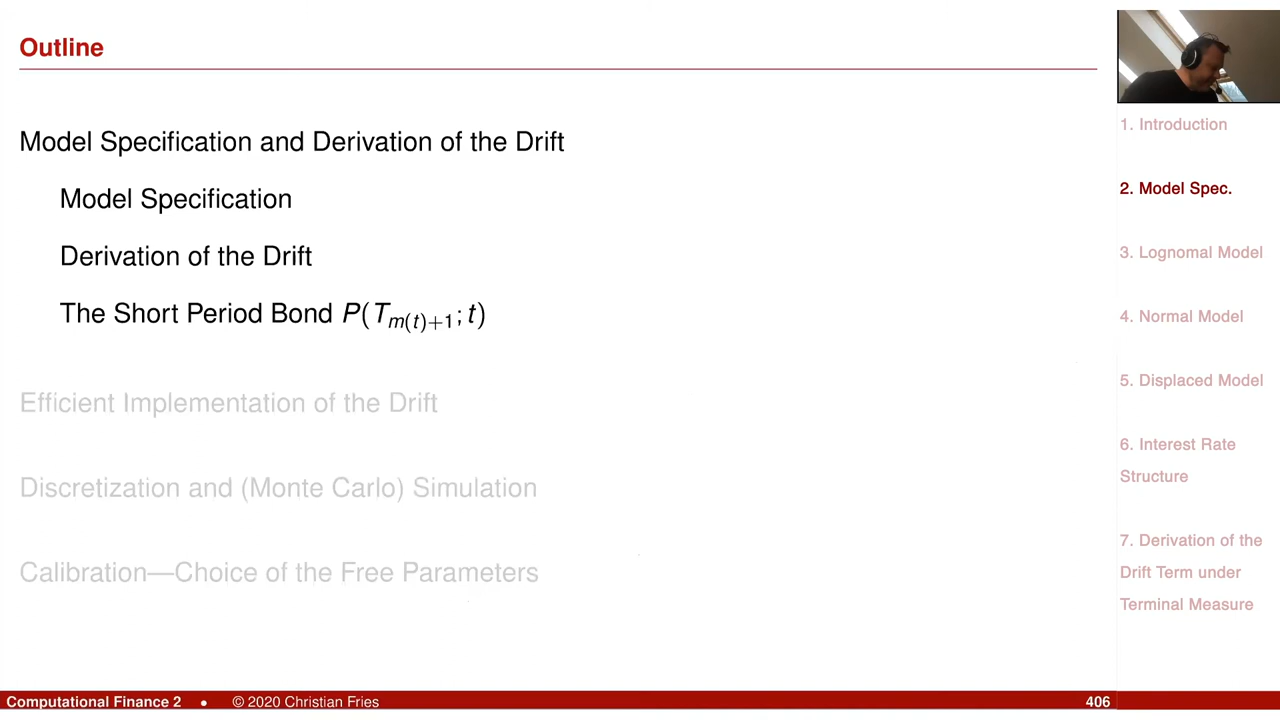 Outline
Model Specification and Derivation of the Drift
Model Specification
Derivation of the Drift
The Short Period Bond P(T_{m(t)+1}; t)
Efficient Implementation of the Drift
Discretization and (Monte Carlo) Simulation
Calibration—Choice of the Free Parameters
1. Introduction
2. Model Spec.
3. Lognomal Model
4. Normal Model
5. Displaced Model
6. Interest Rate
Structure
7. Derivation of the
Drift Term under
Terminal Measure
Computational Finance 2 • © 2020 Christian Fries 406